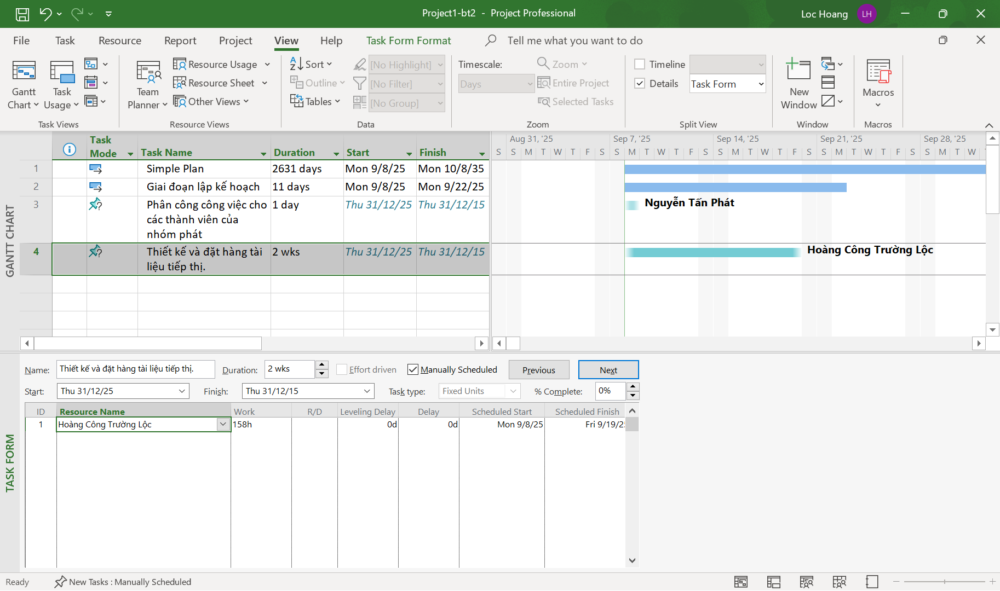 Project1-bt2 - Project Professional
Loc Hoang
LH
File
Task
Resource
Report
Project
View
Help
Task Form Format
Tell me what you want to do
Gantt Chart
Task Usage
Task Views
Team Planner
Resource Usage
Resource Sheet
Other Views
Resource Views
Sort
Outline
Tables
[No Highlight]
[No Filter]
[No Group]
Data
Timescale:
Days
Zoom
Entire Project
Selected Tasks
Zoom
Timeline
Details
Task Form
Split View
New Window
Window
Macros
Macros
GANTT CHART
Task Mode
Task Name
Duration
Start
Finish
Aug 31, '25
Sep 7, '25
Sep 14, '25
Sep 21, '25
Sep 28, '25
S S M T W T F S S M T W T F S S M T W T F S S M T W T F S S M T W
1 Simple Plan 2631 days Mon 9/8/25 Mon 10/8/35
2 Giai đoạn lập kế hoạch 11 days Mon 9/8/25 Mon 9/22/25
3 Phân công công việc cho 1 day Thu 31/12/25 Thu 31/12/15
các thành viên của
nhóm phát
Nguyễn Tấn Phát
4 Thiết kế và đặt hàng tài 2 wks Thu 31/12/25 Thu 31/12/15
liệu tiếp thị.
Hoàng Công Trường Lộc
TASK FORM
Name: Thiết kế và đặt hàng tài liệu tiếp thị. Duration: 2 wks Effort driven Manually Scheduled Previous Next
Start: Thu 31/12/25 Finish: Thu 31/12/15 Task type: Fixed Units % Complete: 0%
ID Resource Name Work R/D Leveling Delay Delay Scheduled Start Scheduled Finish
1 Hoàng Công Trường Lộc 158h 0d 0d Mon 9/8/25 Fri 9/19/2
Ready
New Tasks : Manually Scheduled